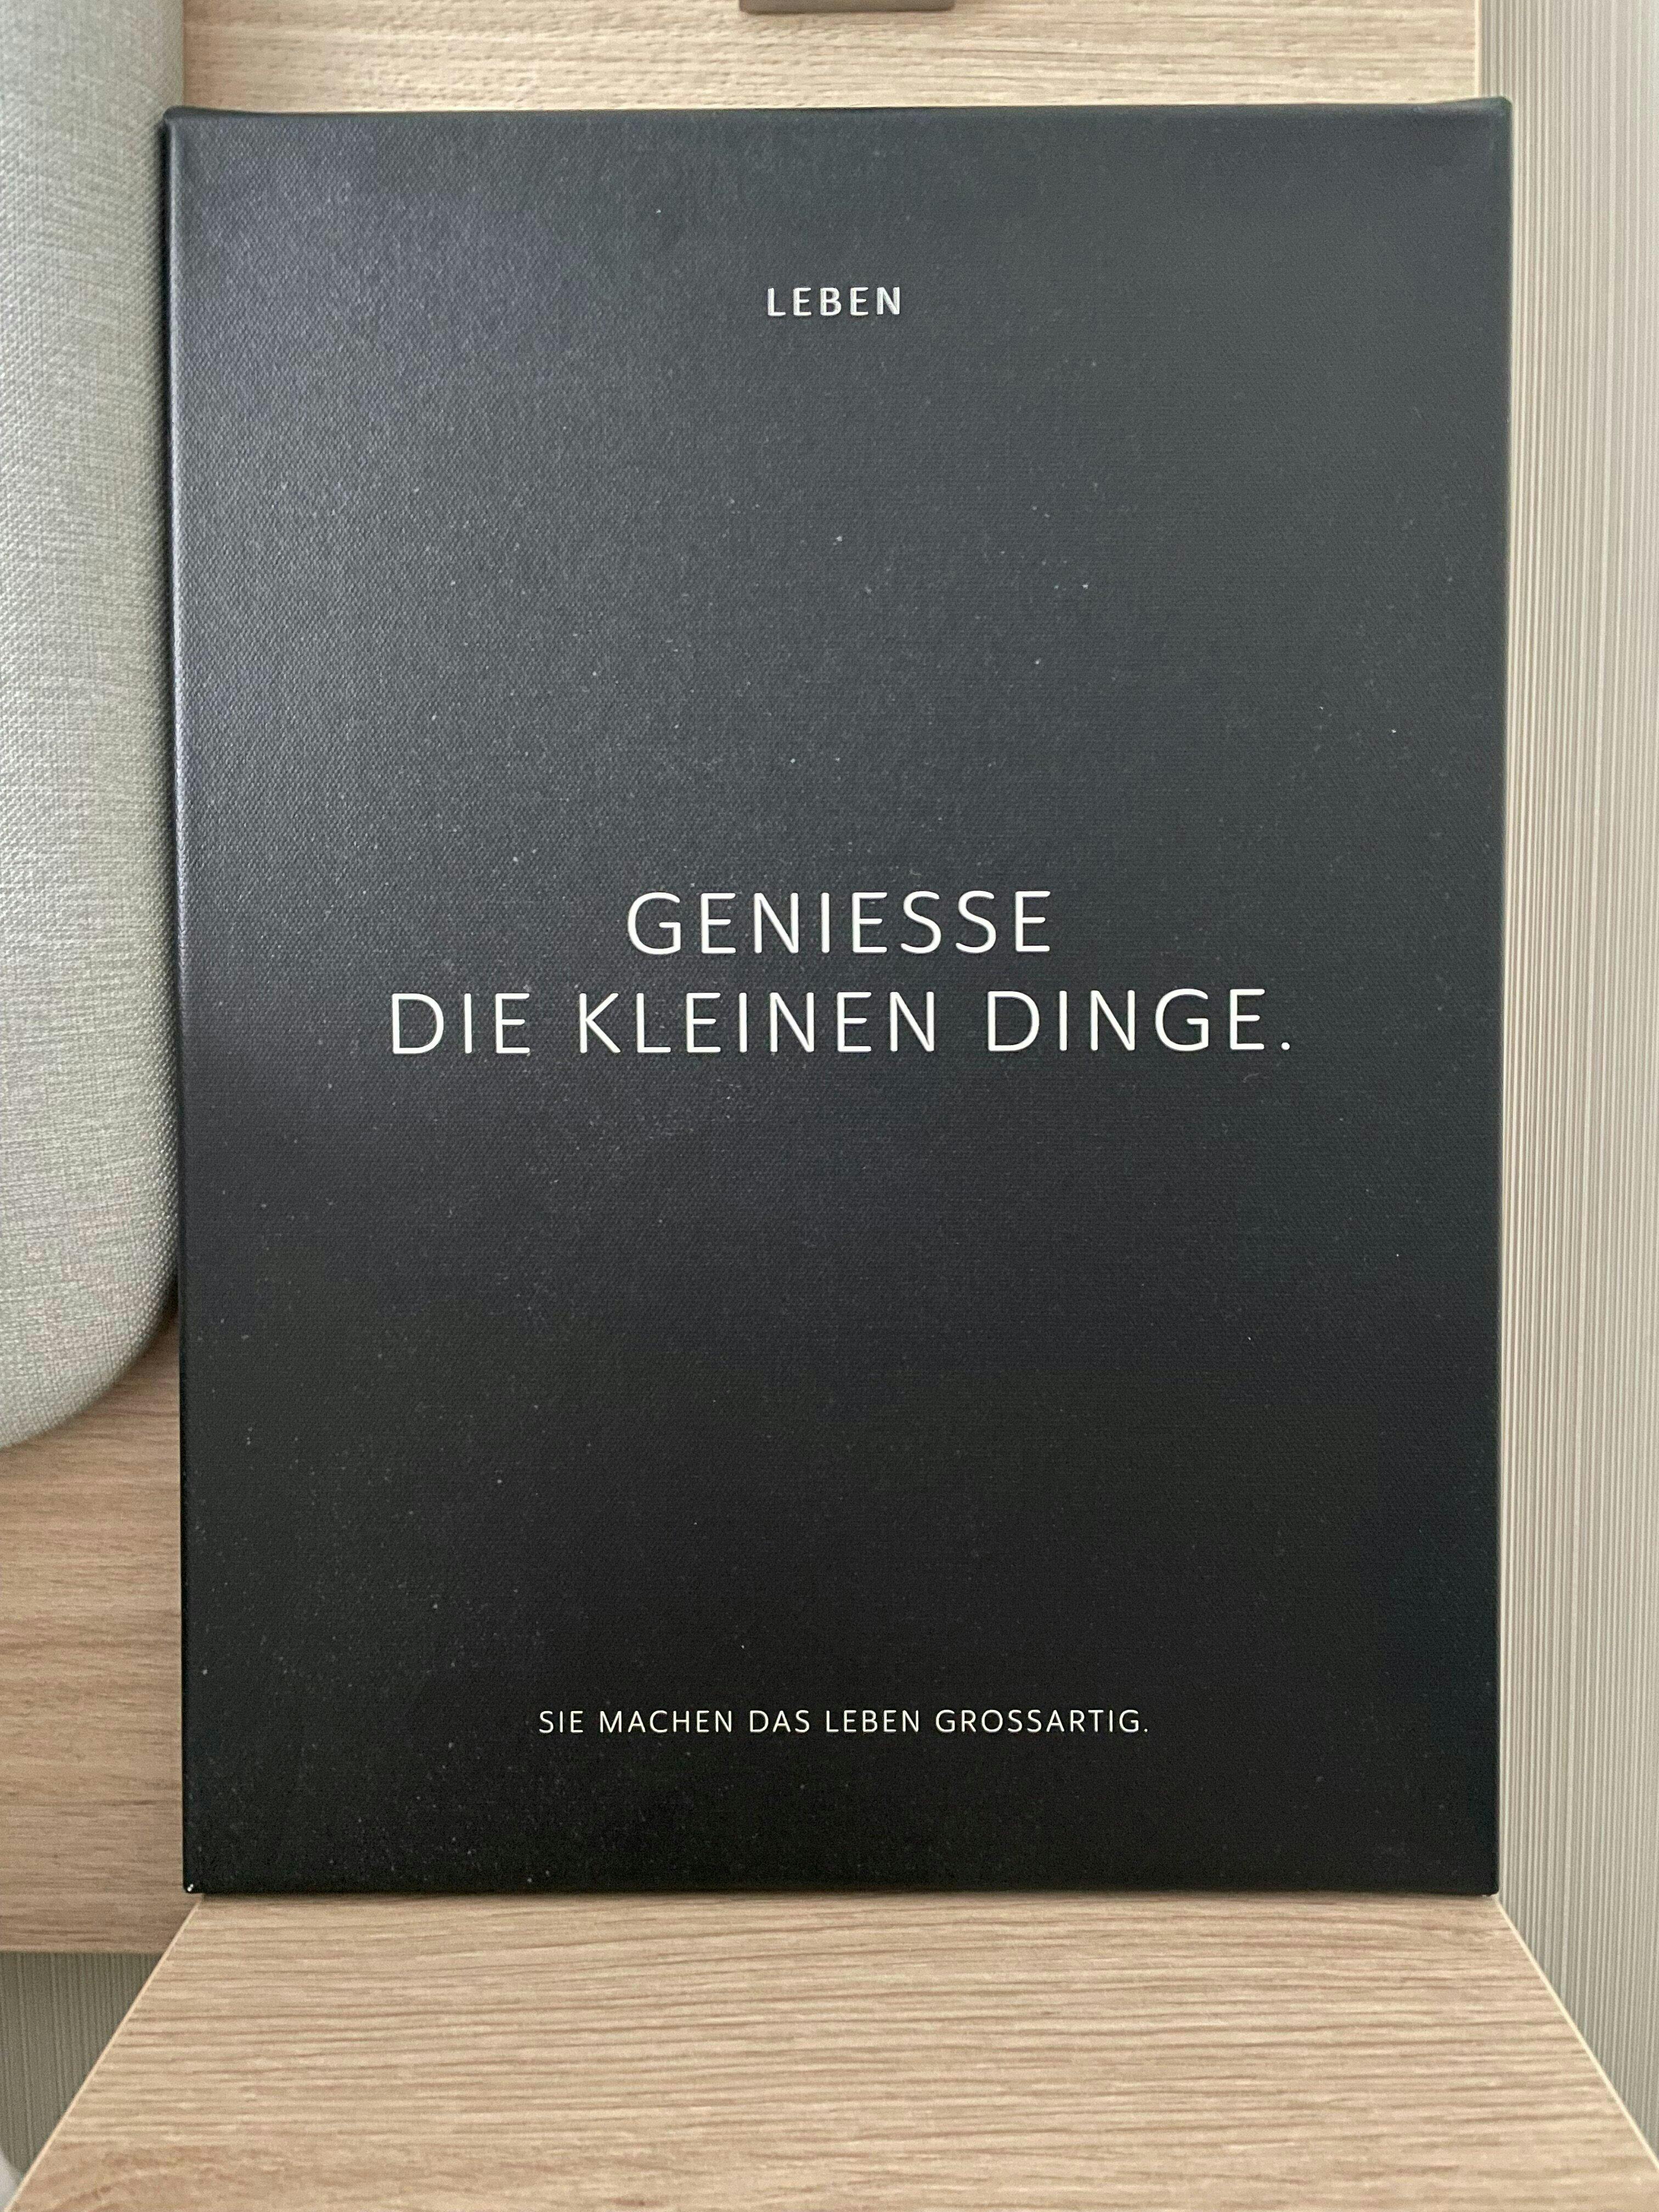 LEBEN
GENIESSE
DIE KLEINEN DINGE.
SIE MACHEN DAS LEBEN GROSSARTIG.